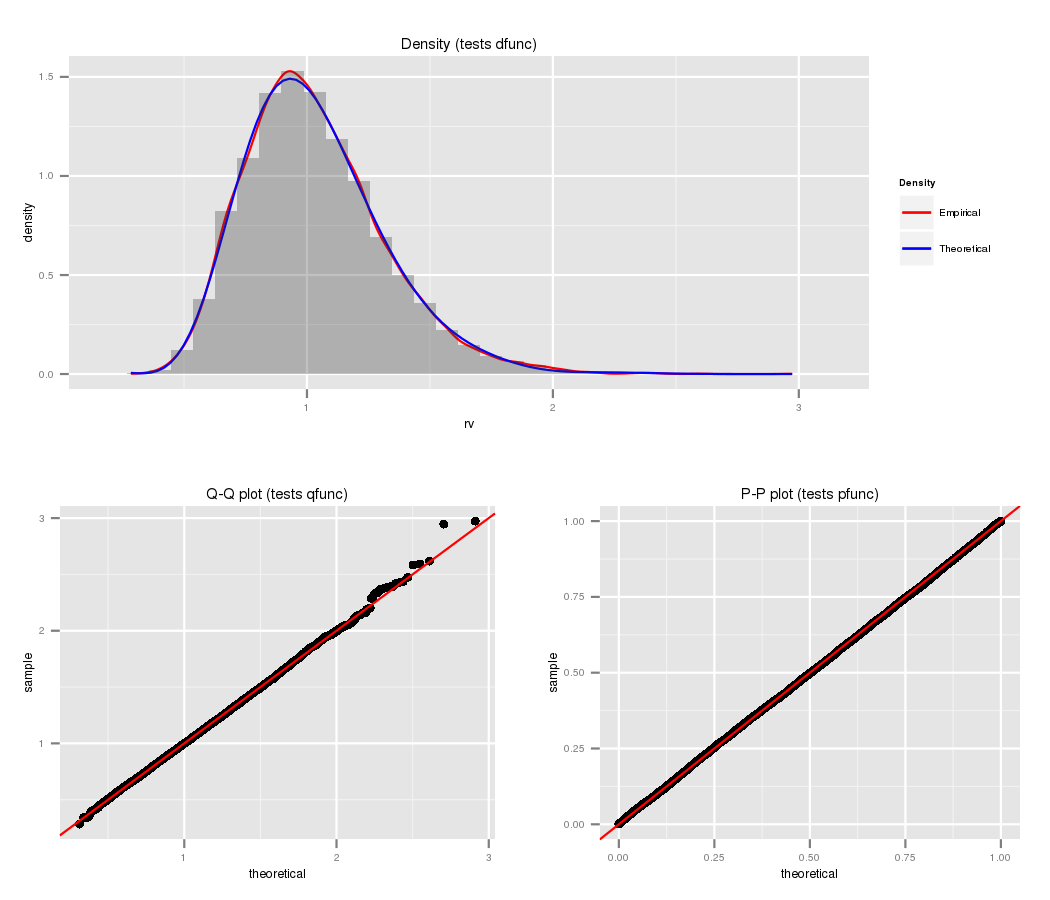 Density (tests dfunc)
1.5
1.0
0.5
0.0
density
1
2
3
rv
Density
Empirical
Theoretical
Q-Q plot (tests qfunc)
3
2
1
sample
1
2
3
theoretical
P-P plot (tests pfunc)
1.00
0.75
0.50
0.25
0.00
sample
0.00
0.25
0.50
0.75
1.00
theoretical